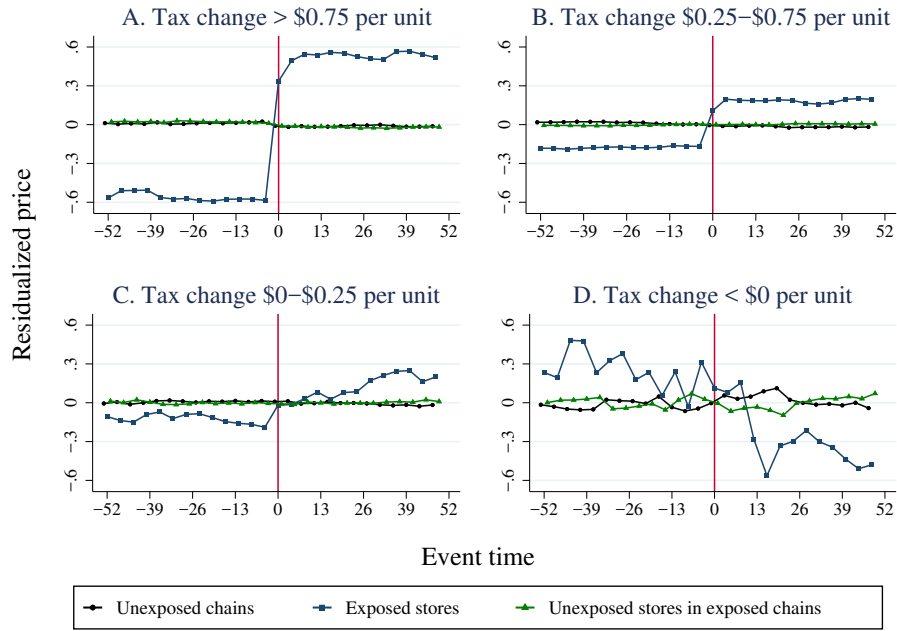 A. Tax change > $0.75 per unit
B. Tax change $0.25−$0.75 per unit
.6
.3
0
−.3
−.6
−52 −39 −26 −13 0 13 26 39 52
.6
.3
0
−.3
−.6
−52 −39 −26 −13 0 13 26 39 52
Residualized price
C. Tax change $0−$0.25 per unit
D. Tax change < $0 per unit
.6
.3
0
−.3
−.6
−52 −39 −26 −13 0 13 26 39 52
.6
.3
0
−.3
−.6
−52 −39 −26 −13 0 13 26 39 52
Event time
Unexposed chains Exposed stores Unexposed stores in exposed chains